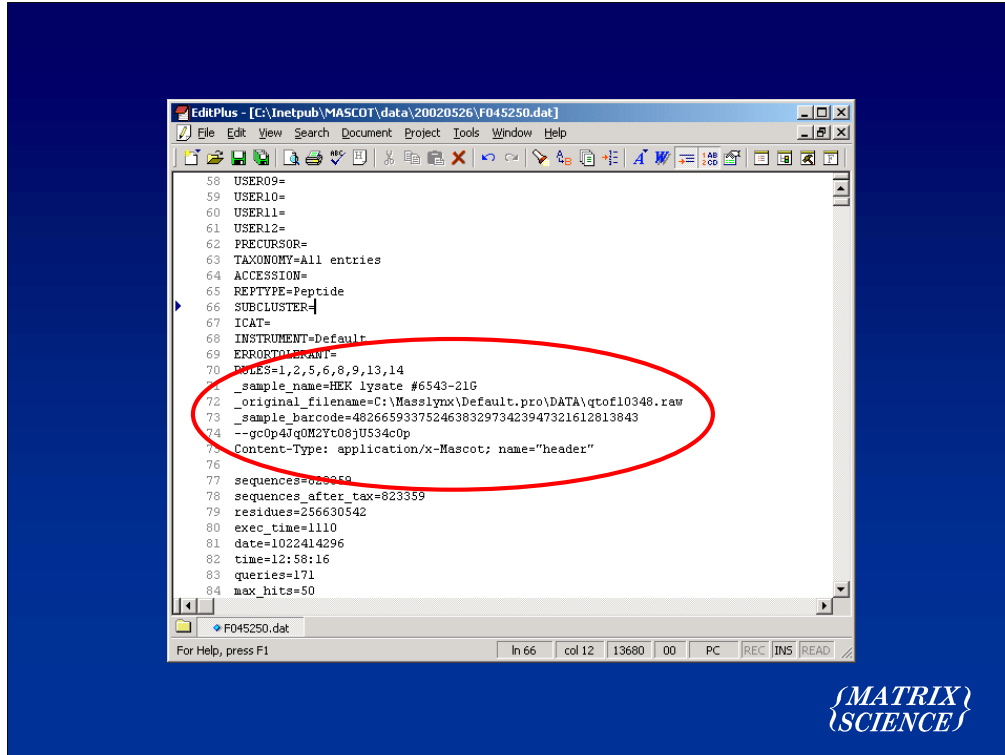 EditPlus - [C:\Inetpub\MASCOT\data\20020526\F045250.dat]
File Edit View Search Document Project Tools Window Help
58 USER09=
59 USER10=
60 USER11=
61 USER12=
62 PRECURSOR=
63 TAXONOMY=All entries
64 ACCESSION=
65 REPTYPE=Peptide
66 SUBCLUSTER=
67 ICAT=
68 INSTRUMENT=Default
69 ERRORTOLERANT=
70 RULES=1,2,5,6,8,9,13,14
71 _sample_name=HEK lysate #6543-21G
72 _original_filename=C:\Masslynx\Default.pro\DATA\qtof10348.raw
73 _sample_barcode=482665933752463832973423947321612813843
74 --gc0p4Jq0M2Yt08jU534c0p
75 Content-Type: application/x-Mascot; name="header"
76
77 sequences=823359
78 sequences_after_tax=823359
79 residues=256630542
80 exec_time=1110
81 date=1022414296
82 time=12:58:16
83 queries=171
84 max_hits=50
F045250.dat
For Help, press F1 ln 66 col 12 13680 00 PC REC INS READ
{MATRIX}
{SCIENCE}